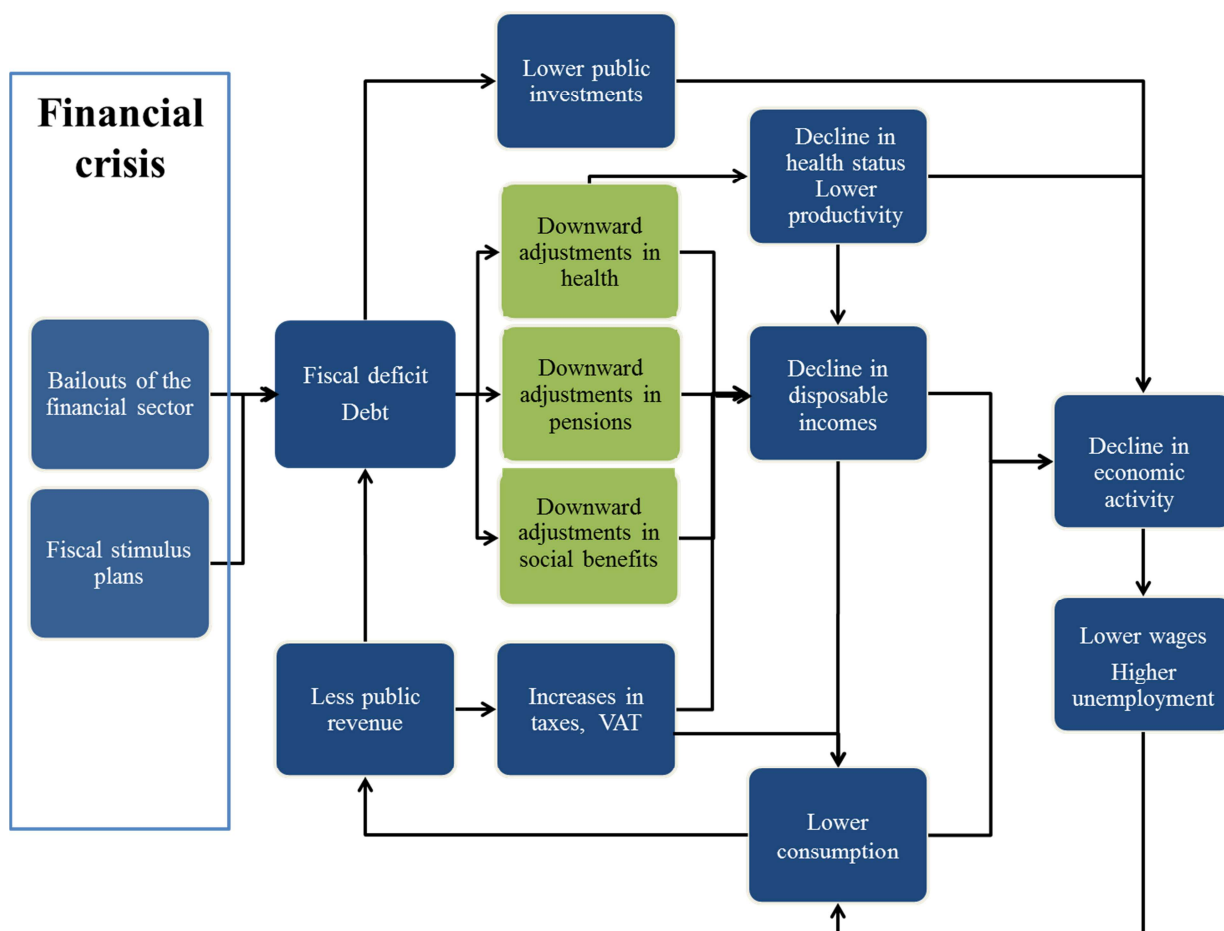 Financial
crisis
Bailouts of the
financial sector
Fiscal stimulus
plans
Fiscal deficit
Debt
Less public
revenue
Lower public
investments
Downward
adjustments in
health
Downward
adjustments in
pensions
Downward
adjustments in
social benefits
Increases in
taxes, VAT
Decline in
health status
Lower
productivity
Decline in
disposable
incomes
Lower
consumption
Decline in
economic
activity
Lower wages
Higher
unemployment